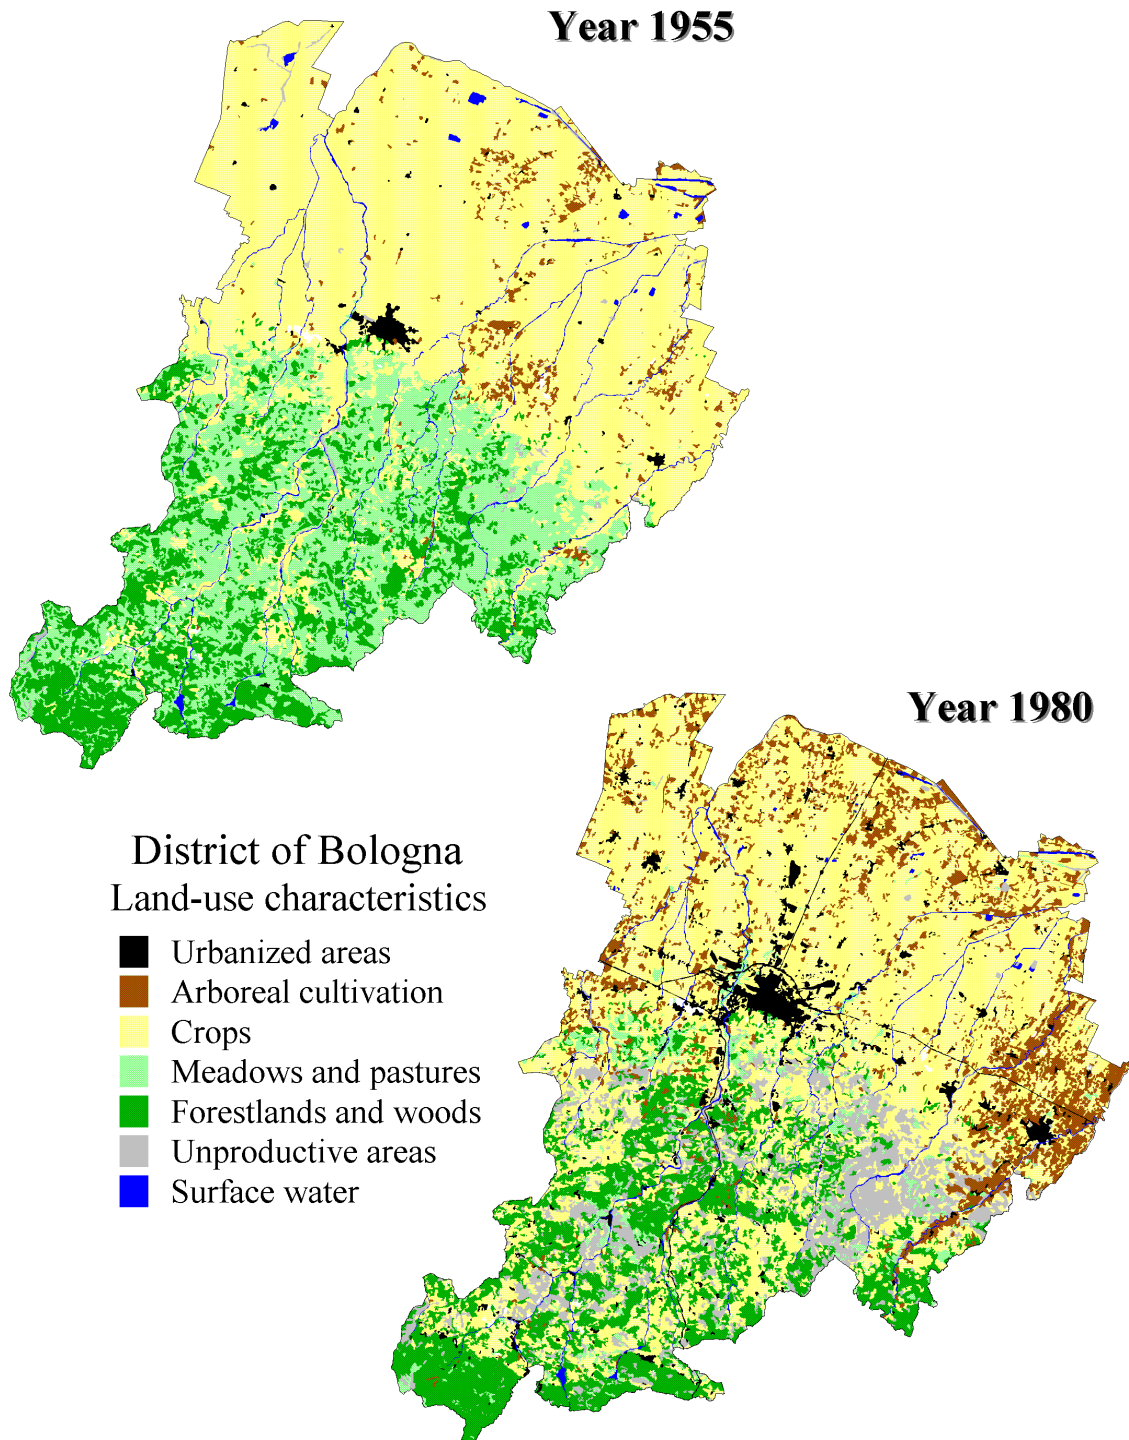 Year 1955
Year 1980
District of Bologna
Land-use characteristics
Urbanized areas
Arboreal cultivation
Crops
Meadows and pastures
Forestlands and woods
Unproductive areas
Surface water